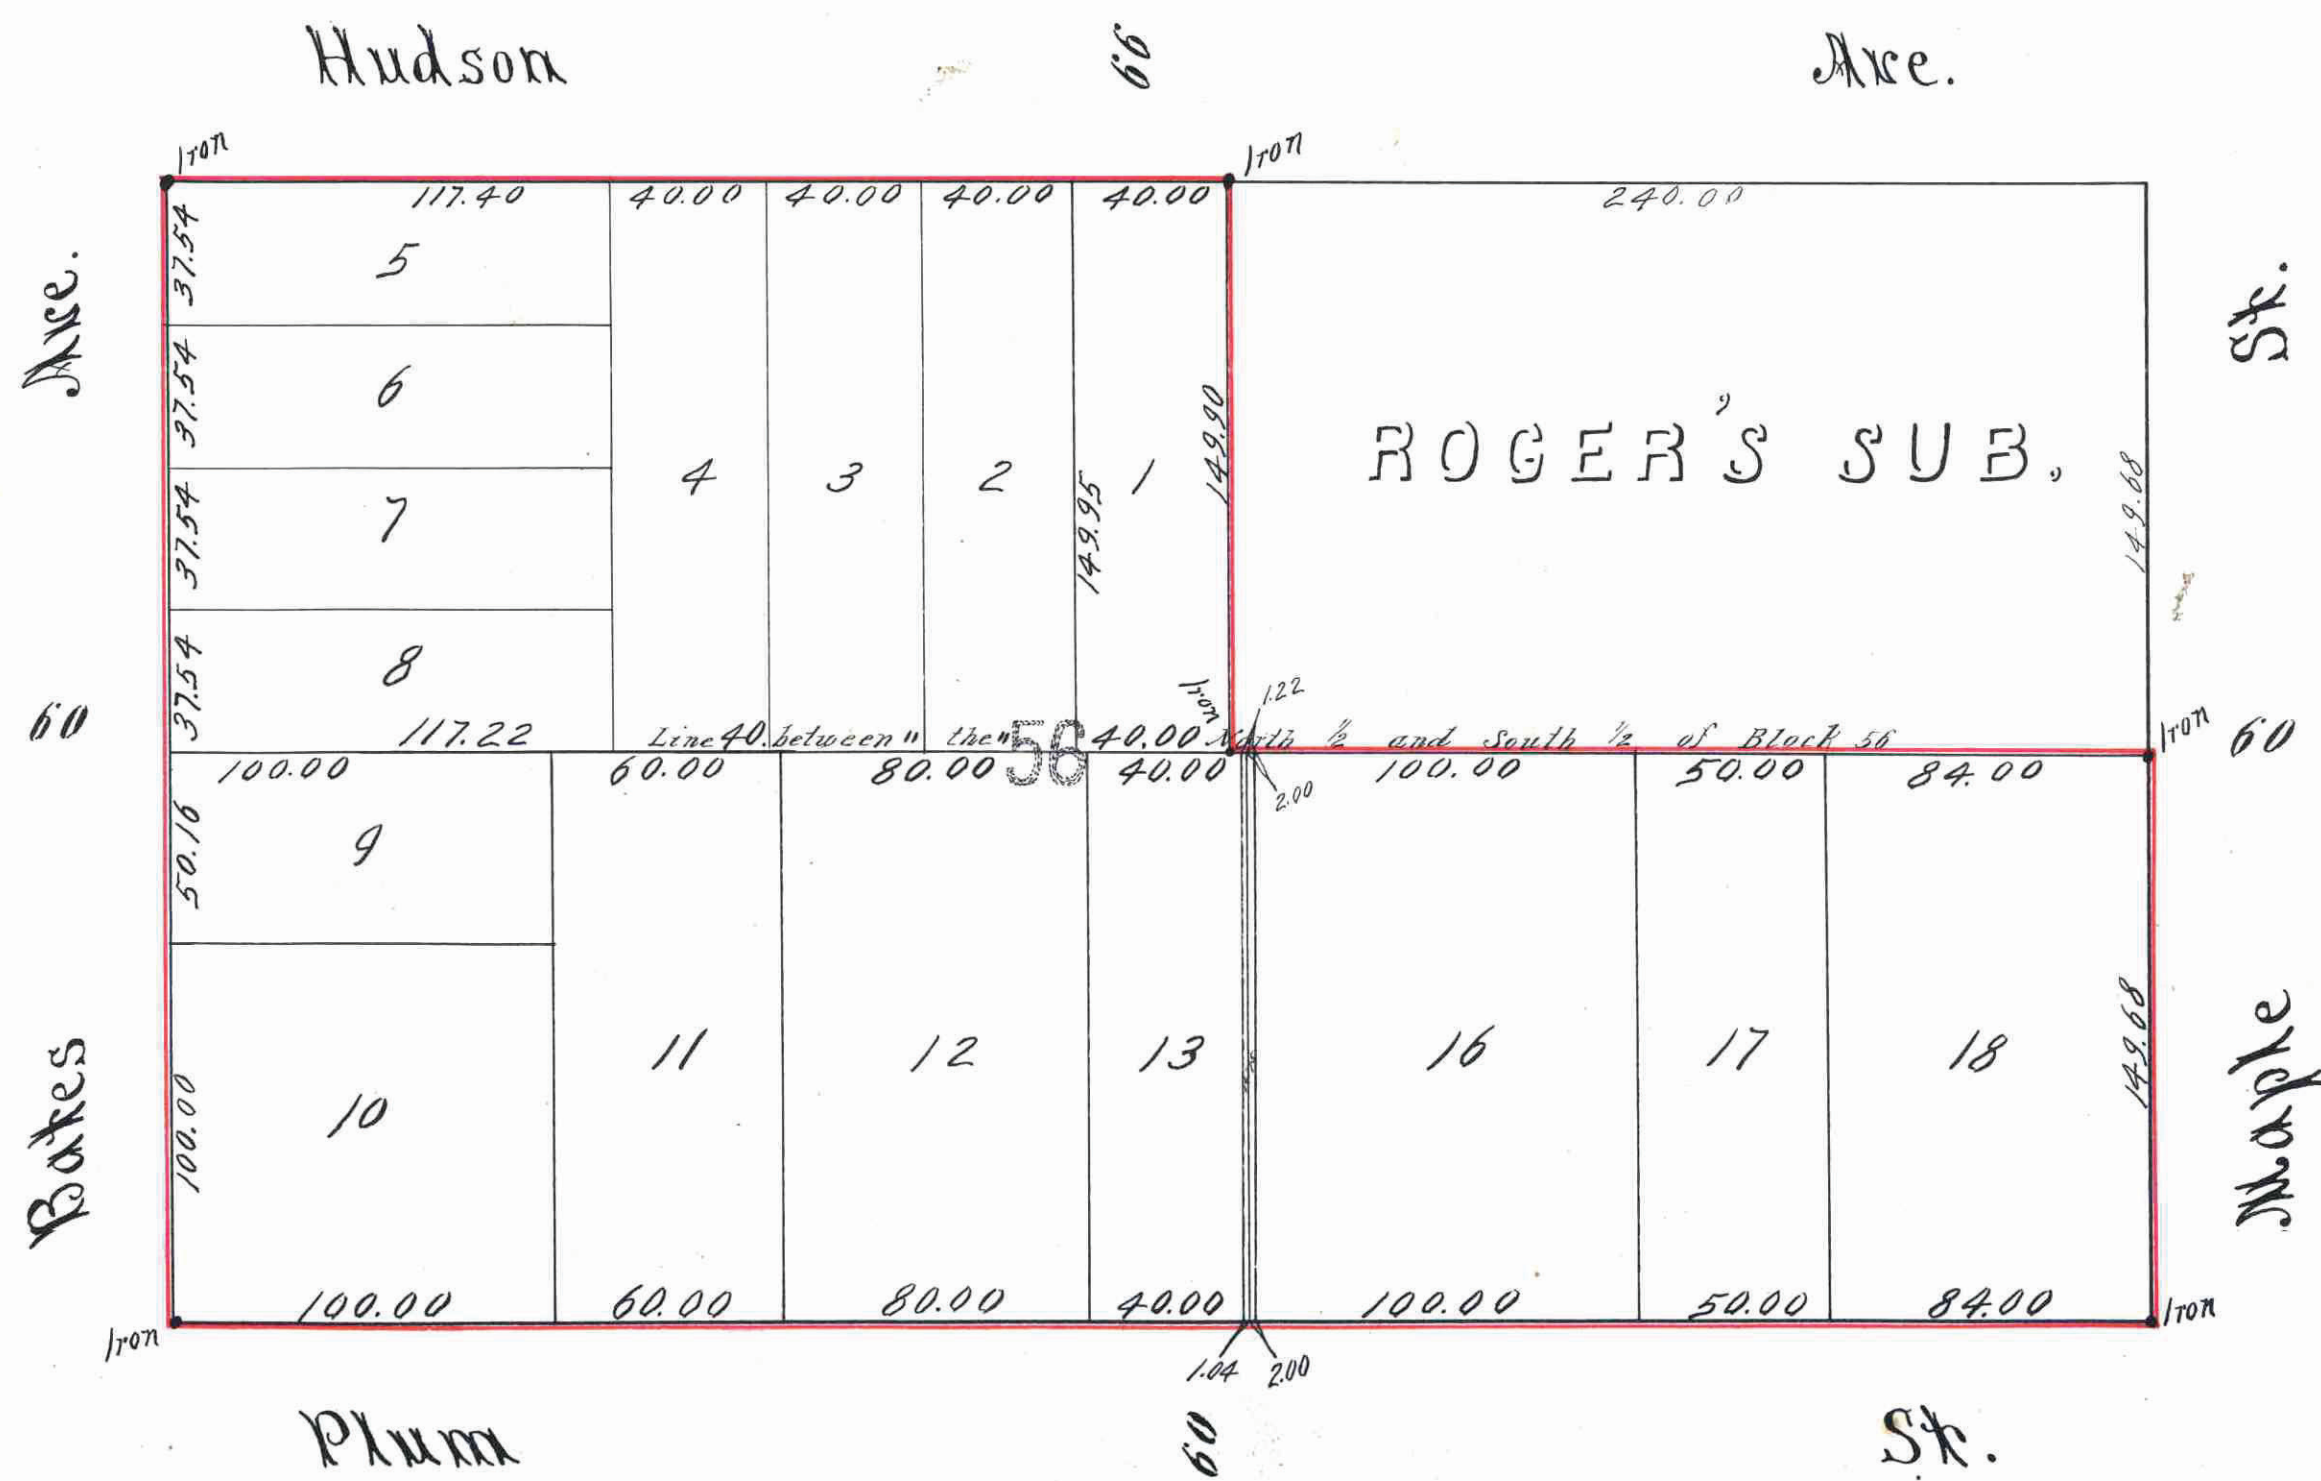 Hudson 66 Ave.
Iron Iron
117.40 40.00 40.00 40.00 40.00 240.00
37.54
5
Ave.
St.
37.54
6
149.90
ROGER'S SUB.
4 3 2 1
37.54
7
149.95
149.68
8
37.54
Iron
1.22
60
117.22 40. " " 40.00
Line between the North ½ and South ½ of Block 56
Iron
60
56
100.00 60.00 80.00 40.00 100.00 50.00 84.00
2.00
50.16
9
11 12 13 16 17 18
149.68
10
100.00
Bates
Maple
100.00 60.00 80.00 40.00 100.00 50.00 84.00
Iron Iron
1.04 2.00
Plum 60 St.